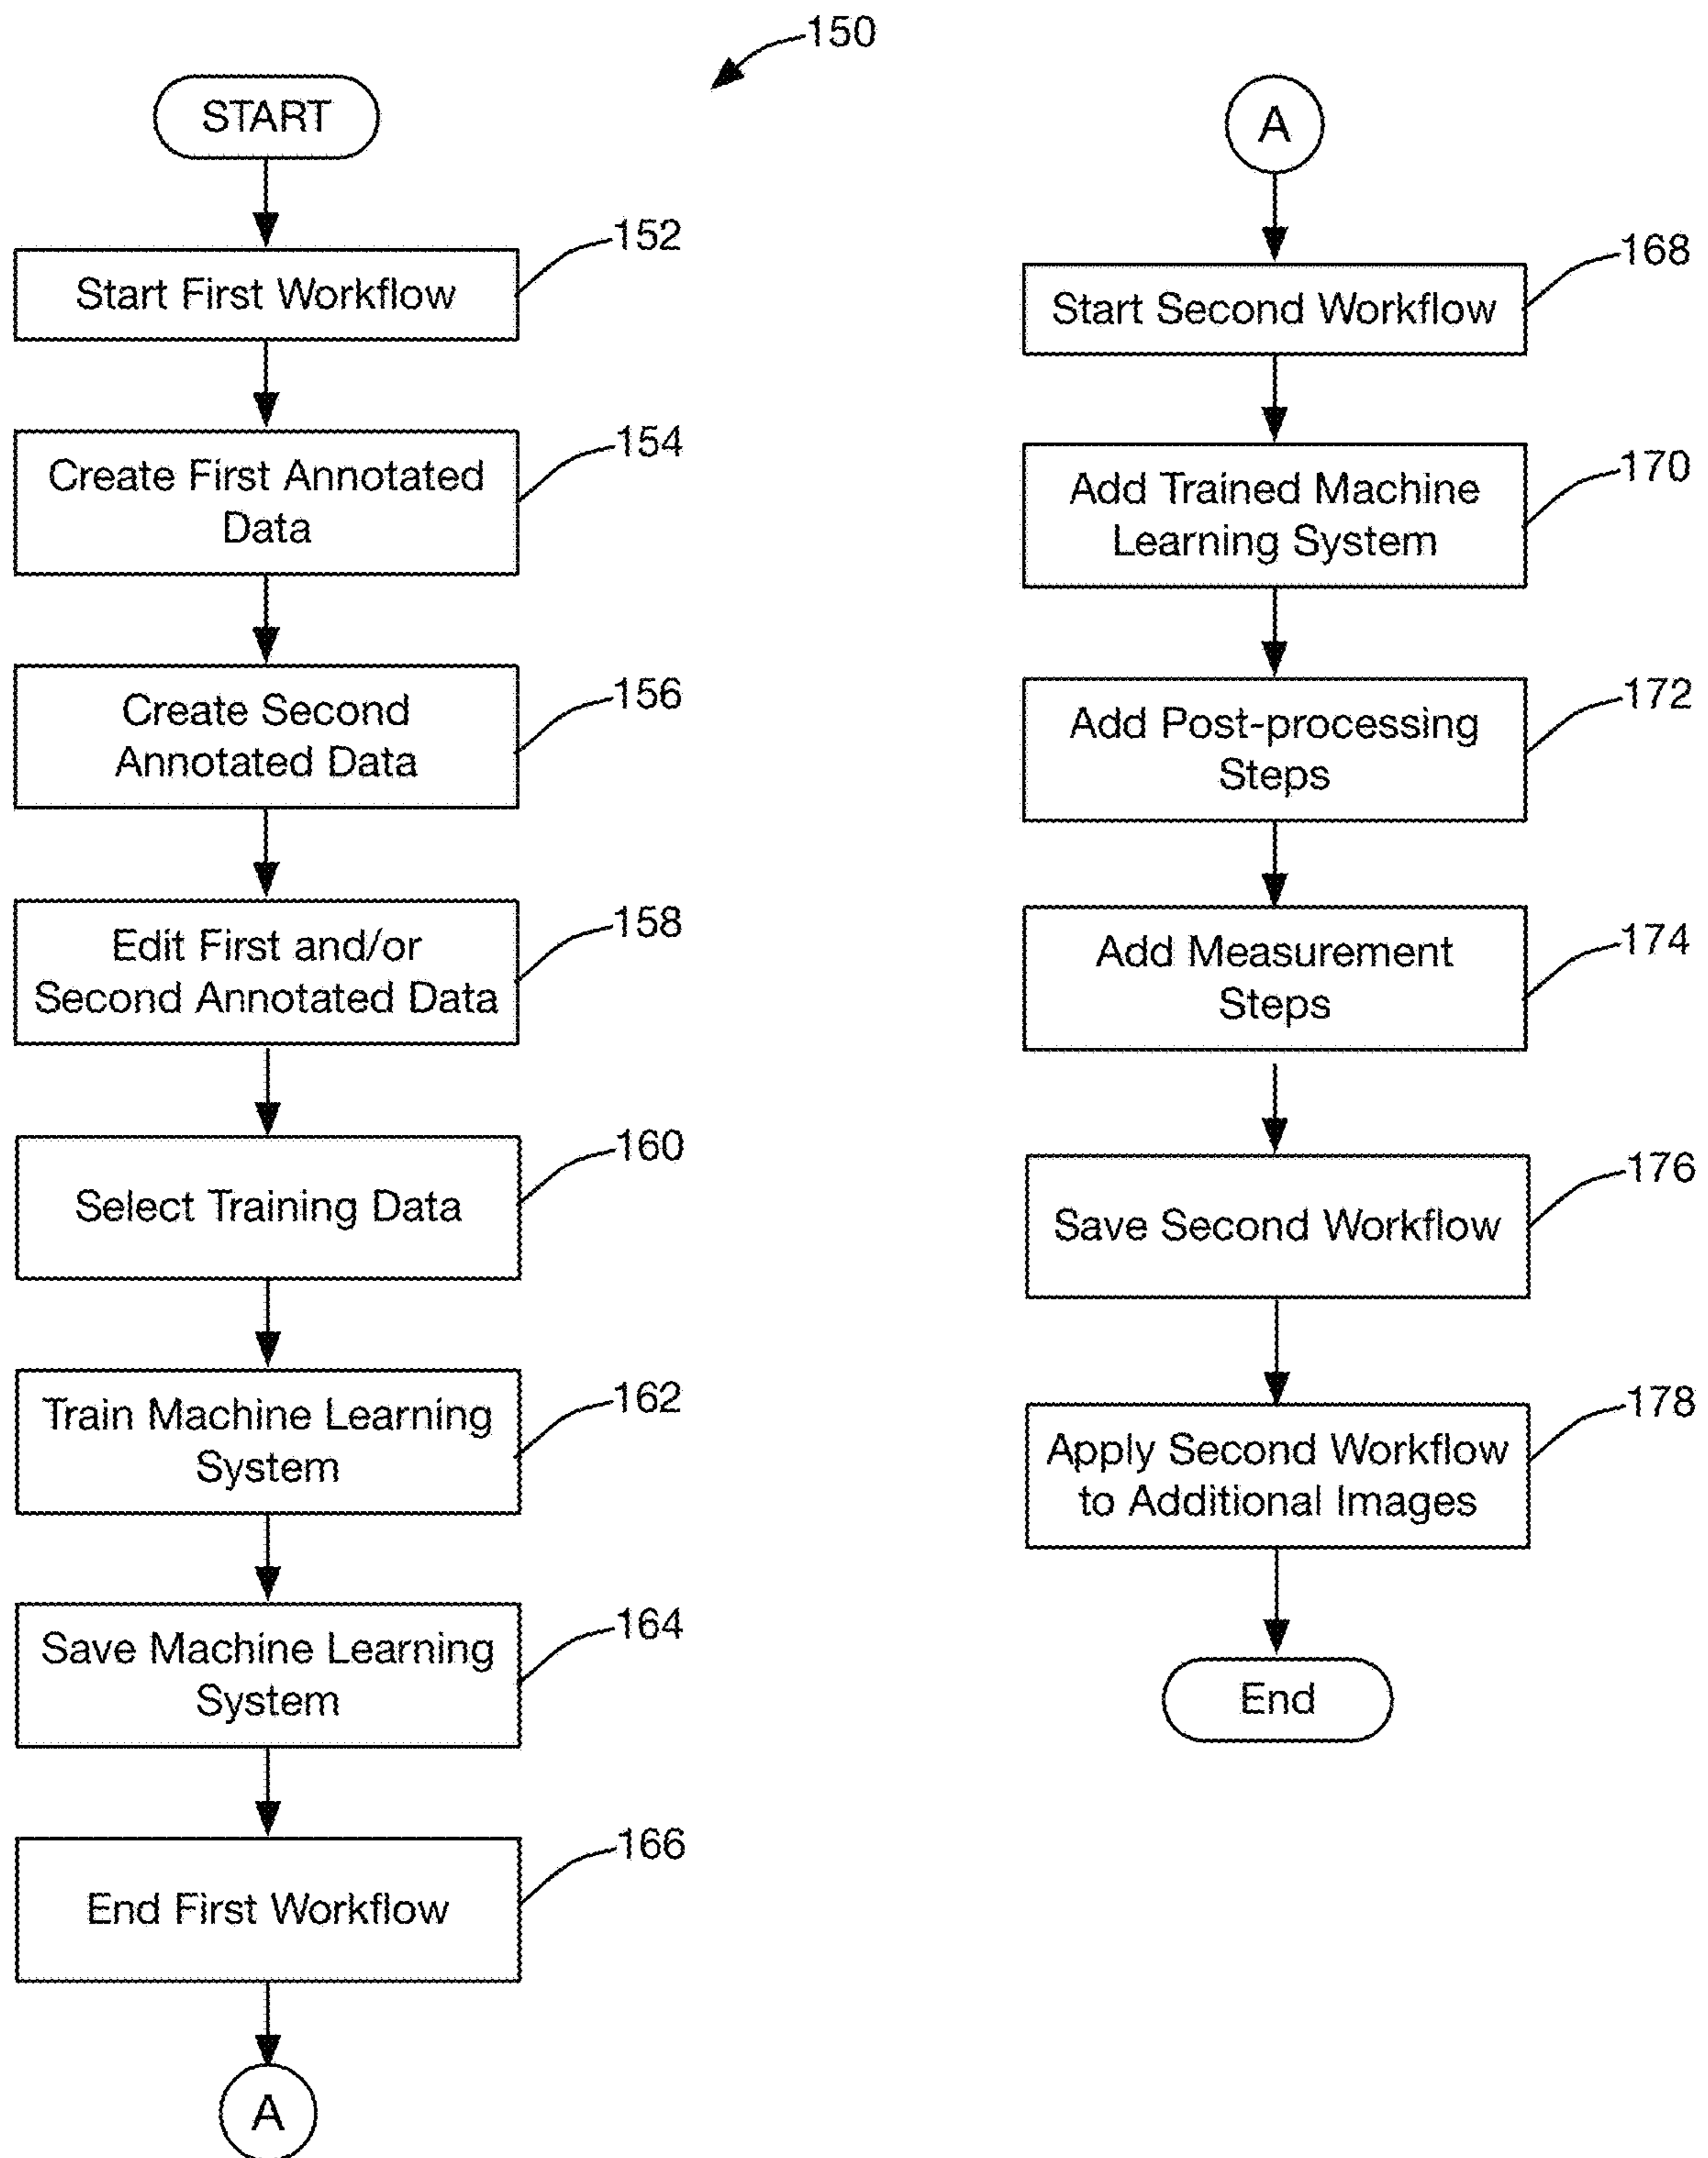 150
START
152
Start First Workflow
154
Create First Annotated
Data
156
Create Second
Annotated Data
158
Edit First and/or
Second Annotated Data
160
Select Training Data
162
Train Machine Learning
System
164
Save Machine Learning
System
166
End First Workflow
A
A
168
Start Second Workflow
170
Add Trained Machine
Learning System
172
Add Post-processing
Steps
174
Add Measurement
Steps
176
Save Second Workflow
178
Apply Second Workflow
to Additional Images
End